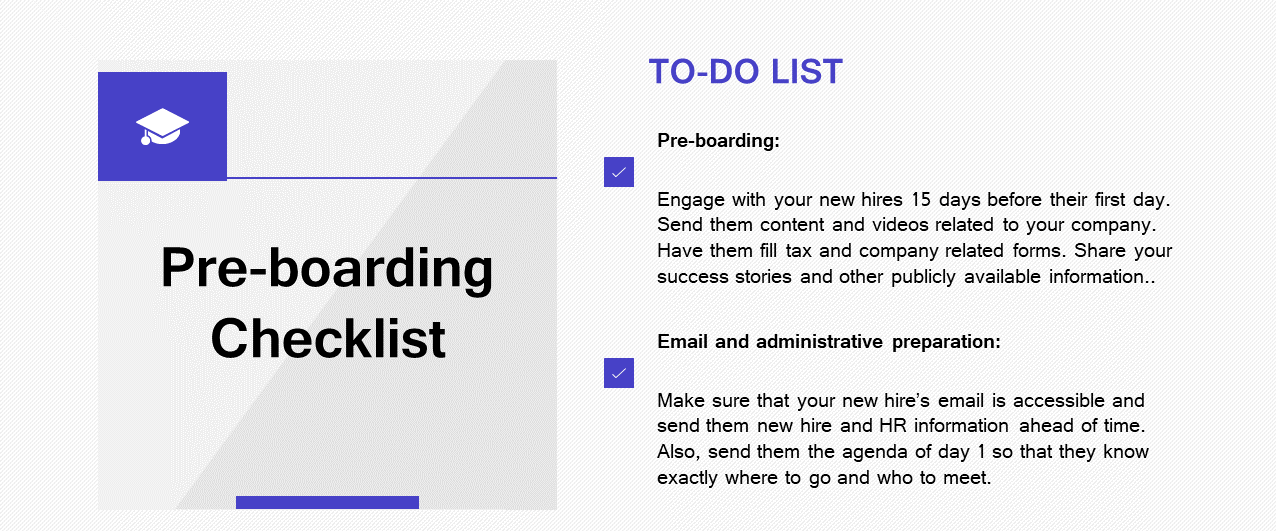 Pre-boarding
Checklist
TO-DO LIST
Pre-boarding:
Engage with your new hires 15 days before their first day.
Send them content and videos related to your company.
Have them fill tax and company related forms. Share your
success stories and other publicly available information..
Email and administrative preparation:
Make sure that your new hire’s email is accessible and
send them new hire and HR information ahead of time.
Also, send them the agenda of day 1 so that they know
exactly where to go and who to meet.